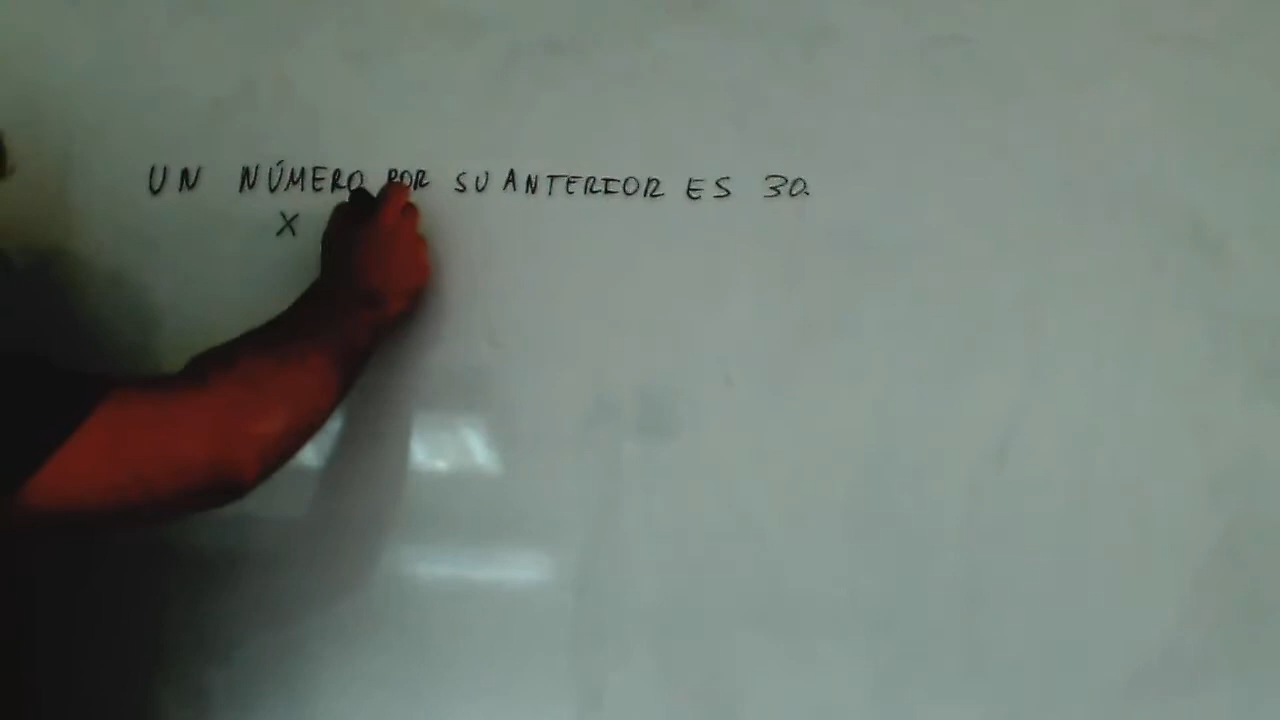 UN NÚMERO POR SU ANTERIOR ES 30.
X